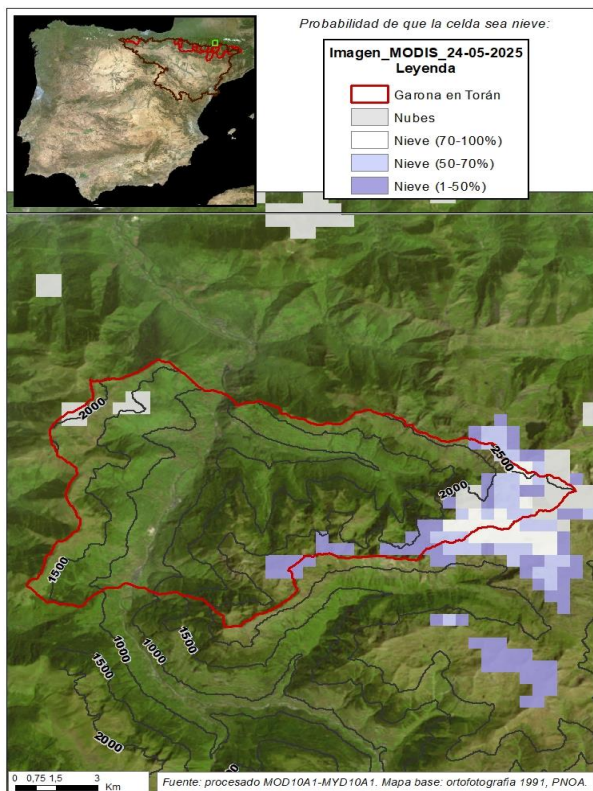 Probabilidad de que la celda sea nieve:
Imagen_MODIS_24-05-2025
Leyenda
Garona en Torán
Nubes
Nieve (70-100%)
Nieve (50-70%)
Nieve (1-50%)
2000
2500
2000
1500
1000
1000
1500
1500
2000
0 0,75 1,5 3
Km
Fuente: procesado MOD10A1-MYD10A1. Mapa base: ortofotografía 1991, PNOA.